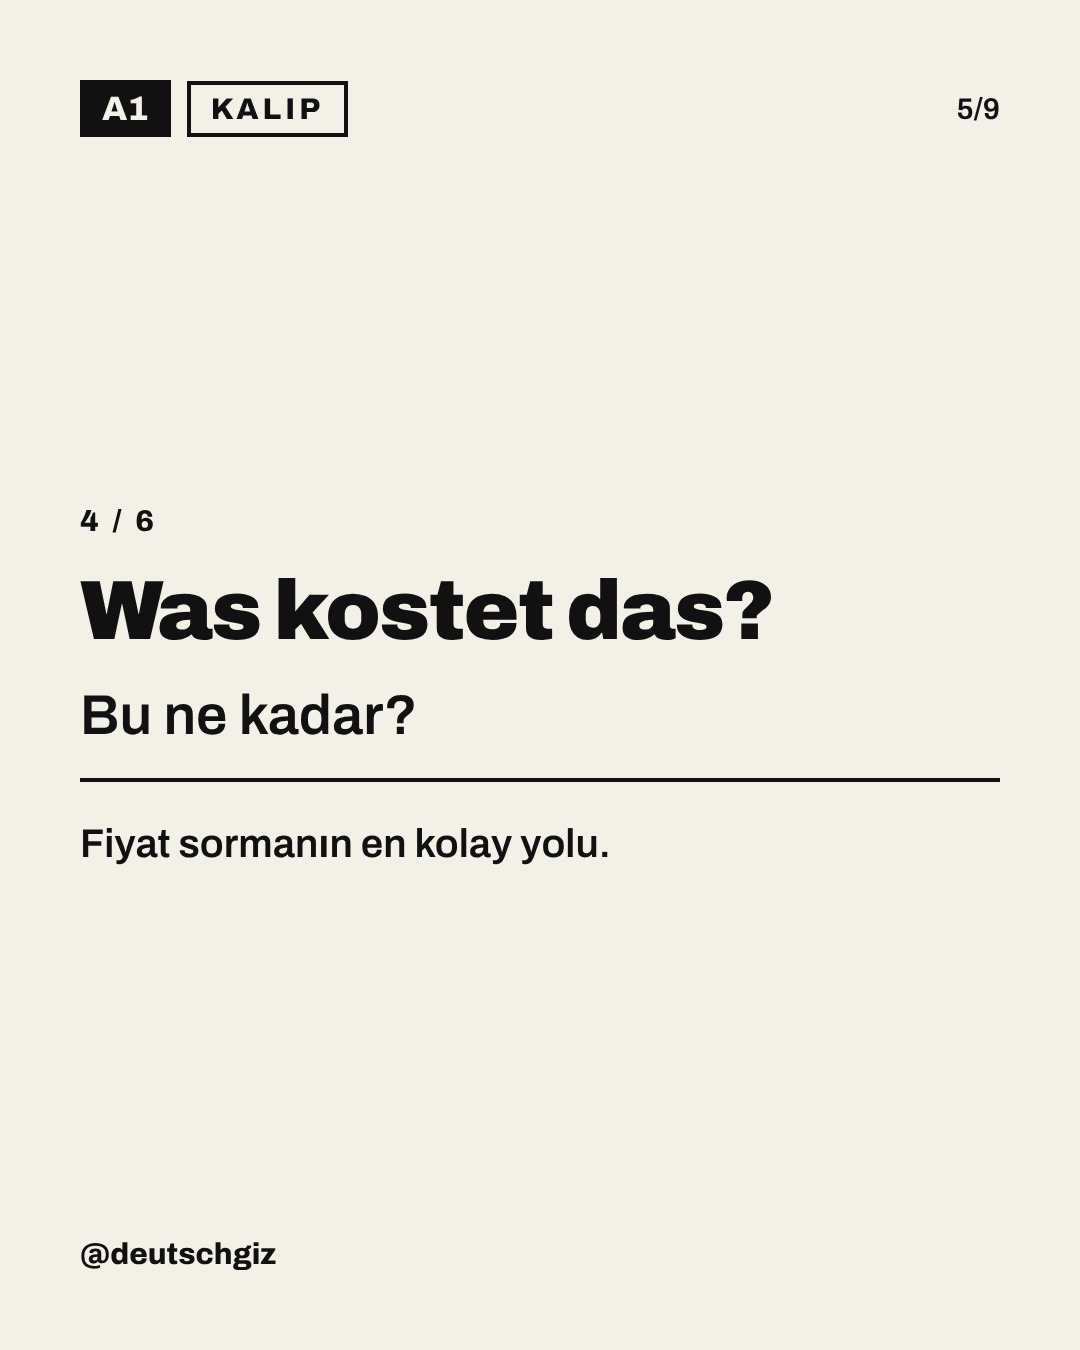 A1 KALIP 5/9
4 / 6
Was kostet das?
Bu ne kadar?
Fiyat sormanın en kolay yolu.
@deutschgiz